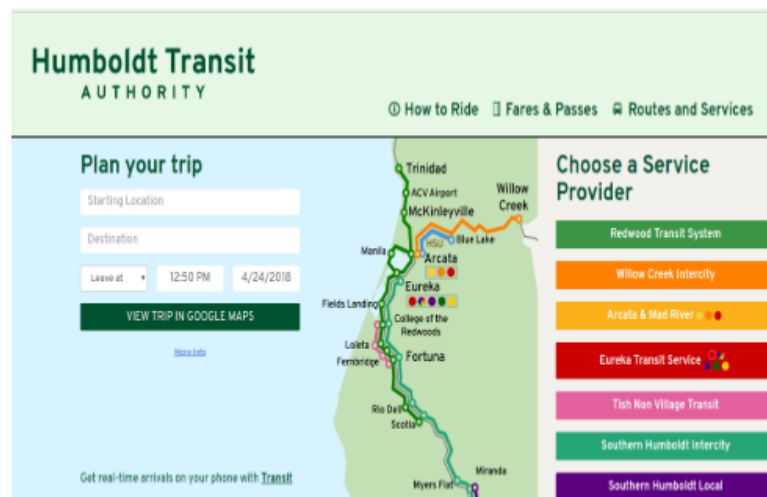 Humboldt Transit
AUTHORITY
How to Ride
Fares & Passes
Routes and Services
Plan your trip
Starting Location
Destination
Leave at
12:50 PM
4/24/2018
VIEW TRIP IN GOOGLE MAPS
More Info
Get real-time arrivals on your phone with Transit
Trinidad
ACV Airport
McKinleyville
Willow
Creek
HSU
Blue Lake
Manila
Arcata
Eureka
Fields Landing
College of the
Redwoods
Loleta
Fernbridge
Fortuna
Rio Dell
Scotia
Miranda
Myers Flat
Choose a Service
Provider
Redwood Transit System
Willow Creek Intercity
Arcata & Mad River
Eureka Transit Service
Tish Non Village Transit
Southern Humboldt Intercity
Southern Humboldt Local